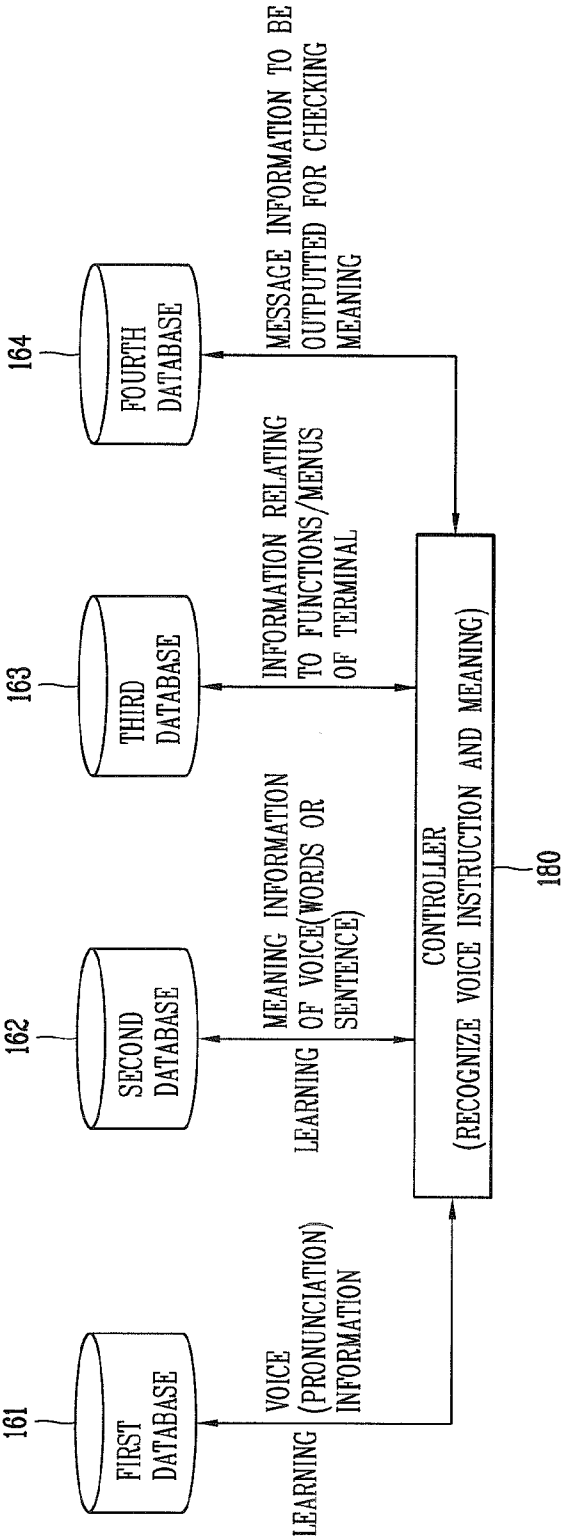 161
FIRST
DATABASE
LEARNING
VOICE
(PRONUNCIATION)
INFORMATION
162
SECOND
DATABASE
LEARNING
MEANING INFORMATION
OF VOICE(WORDS OR
SENTENCE)
163
THIRD
DATABASE
INFORMATION RELATING
TO FUNCTIONS/MENUS
OF TERMINAL
164
FOURTH
DATABASE
MESSAGE INFORMATION TO BE
OUTPUTTED FOR CHECKING
MEANING
CONTROLLER
(RECOGNIZE VOICE INSTRUCTION AND MEANING)
180